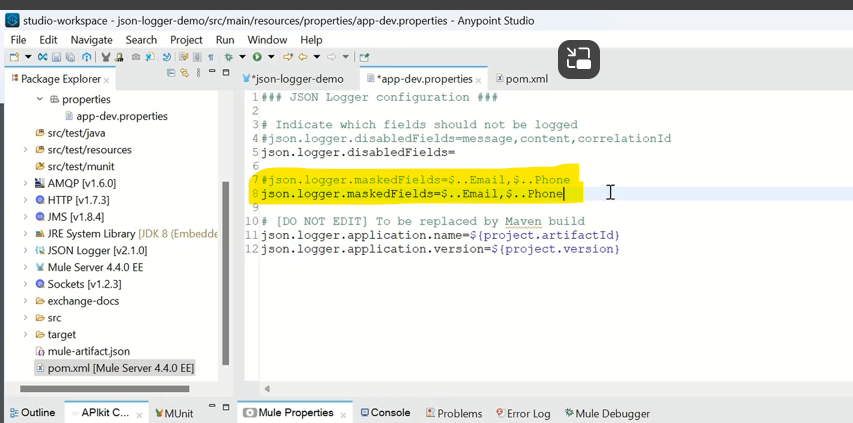 studio-workspace - json-logger-demo/src/main/resources/properties/app-dev.properties - Anypoint Studio
File Edit Navigate Search Project Run Window Help
Package Explorer
*json-logger-demo
*app-dev.properties
pom.xml
properties
app-dev.properties
src/test/java
src/test/resources
src/test/munit
AMQP [v1.6.0]
HTTP [v1.7.3]
JMS [v1.8.4]
JRE System Library [JDK 8 (Embedde
JSON Logger [v2.1.0]
Mule Server 4.4.0 EE
Sockets [v1.2.3]
exchange-docs
src
target
mule-artifact.json
pom.xml [Mule Server 4.4.0 EE]
1 ### JSON Logger configuration ###
2
3 # Indicate which fields should not be logged
4 #json.logger.disabledFields=message,content,correlationId
5 json.logger.disabledFields=
6
7 #json.logger.maskedFields=$..Email,$..Phone
8 json.logger.maskedFields=$..Email,$..Phone
9
10 # [DO NOT EDIT] To be replaced by Maven build
11 json.logger.application.name=${project.artifactId}
12 json.logger.application.version=${project.version}
Outline
APIkit C...
MUnit
Mule Properties
Console
Problems
Error Log
Mule Debugger